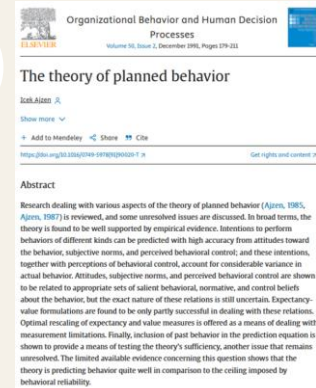 Organizational Behavior and Human Decision
Processes
Volume 50, Issue 2, December 1991, Pages 179-211
ELSEVIER
The theory of planned behavior
Icek Ajzen
Show more
+ Add to Mendeley Share Cite
https://doi.org/10.1016/0749-5978(91)90020-T
Get rights and content
Abstract
Research dealing with various aspects of the theory of planned behavior (Ajzen, 1985,
Ajzen, 1987) is reviewed, and some unresolved issues are discussed. In broad terms, the
theory is found to be well supported by empirical evidence. Intentions to perform
behaviors of different kinds can be predicted with high accuracy from attitudes toward
the behavior, subjective norms, and perceived behavioral control; and these intentions,
together with perceptions of behavioral control, account for considerable variance in
actual behavior. Attitudes, subjective norms, and perceived behavioral control are shown
to be related to appropriate sets of salient behavioral, normative, and control beliefs
about the behavior, but the exact nature of these relations is still uncertain. Expectancy-
value formulations are found to be only partly successful in dealing with these relations.
Optimal rescaling of expectancy and value measures is offered as a means of dealing with
measurement limitations. Finally, inclusion of past behavior in the prediction equation is
shown to provide a means of testing the theory's sufficiency, another issue that remains
unresolved. The limited available evidence concerning this question shows that the
theory is predicting behavior quite well in comparison to the ceiling imposed by
behavioral reliability.